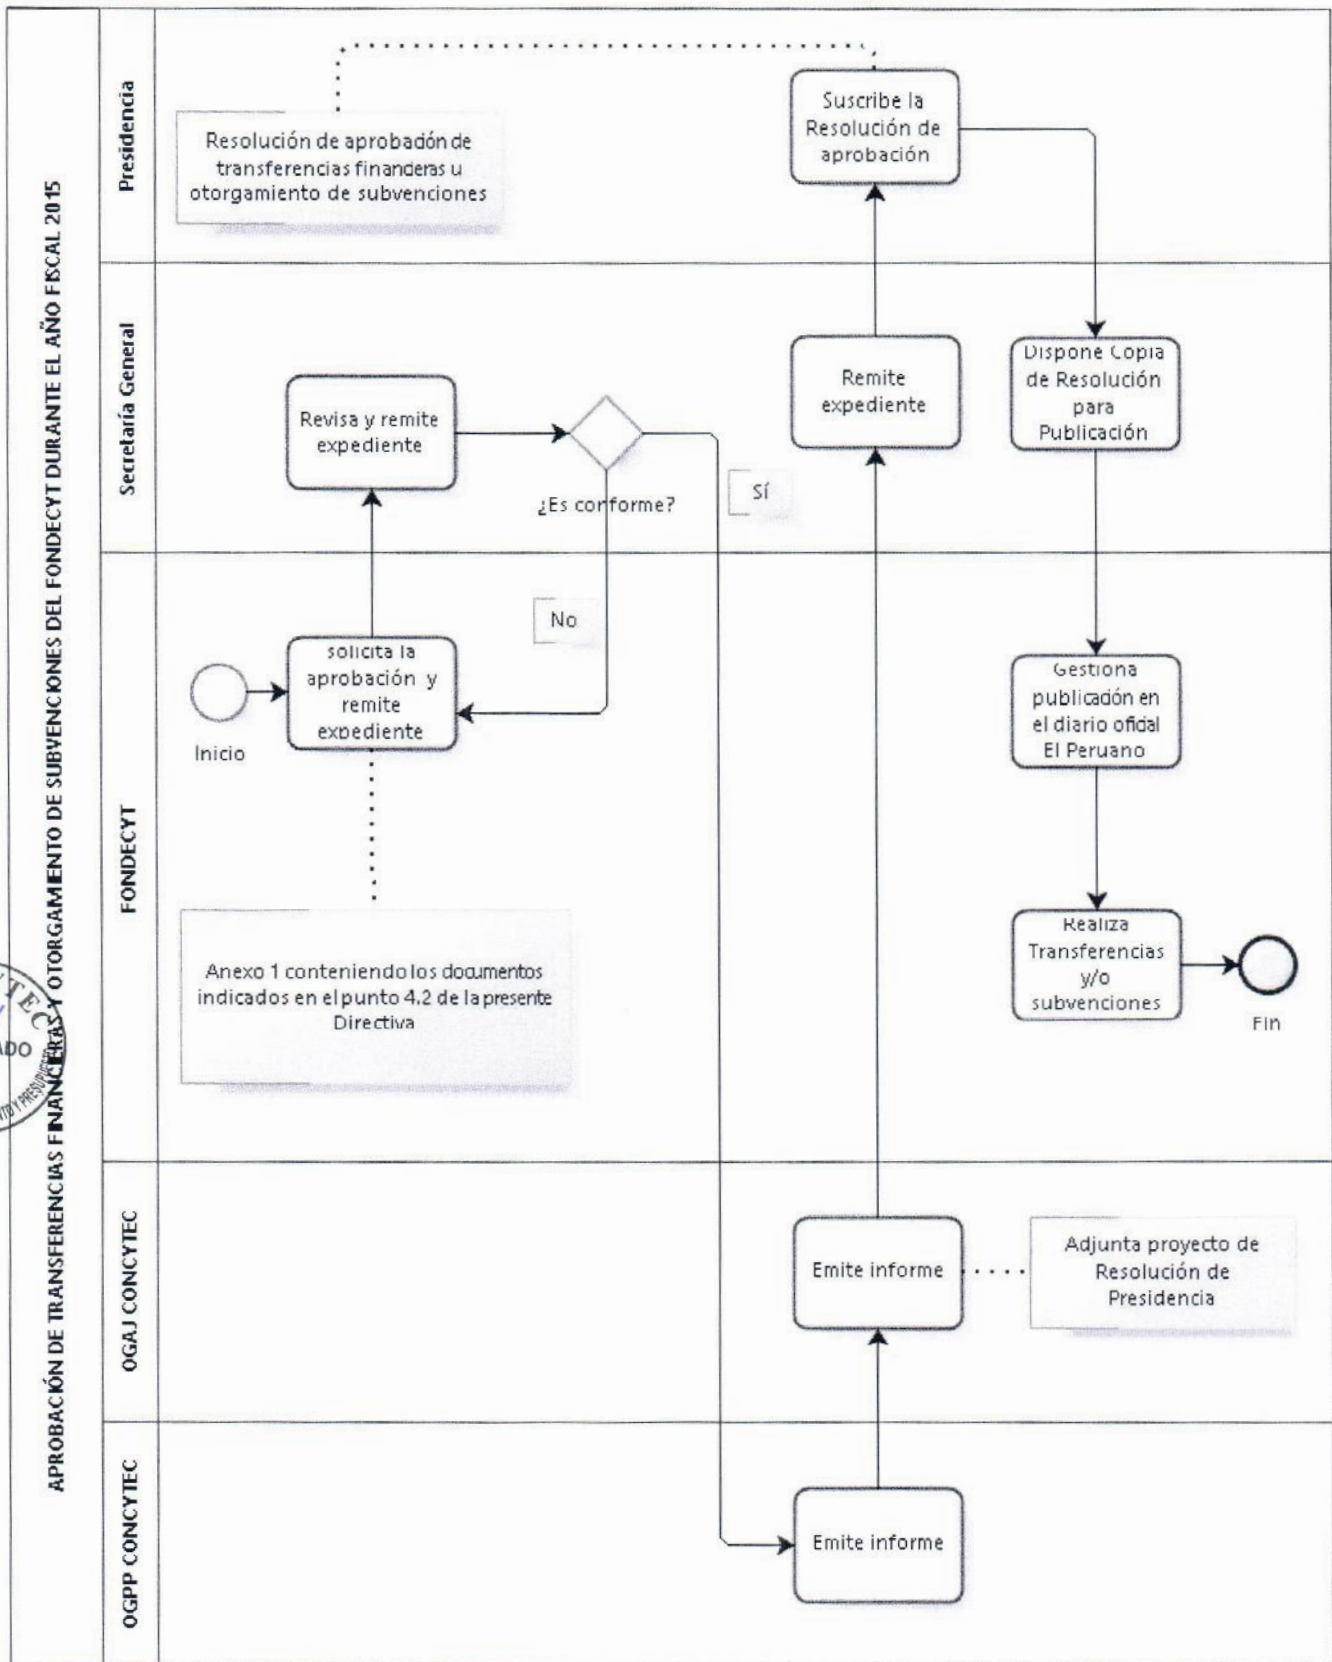 APROBACIÓN DE TRANSFERENCIAS FINANCIERAS Y OTORGAMIENTO DE SUBVENCIONES DEL FONDECYT DURANTE EL AÑO FISCAL 2015
Presidencia
Resolución de aprobación de
transferencias financieras u
otorgamiento de subvenciones
Suscribe la
Resolución de
aprobación
Secretaría General
Revisa y remite
expediente
¿Es conforme?
Sí
Remite
expediente
Dispone Copia
de Resolución
para
Publicación
FONDECYT
Inicio
solicita la
aprobación y
remite
expediente
No
Anexo 1 conteniendo los documentos
indicados en el punto 4.2 de la presente
Directiva
Gestiona
publicación en
el diario oficial
El Peruano
Realiza
Transferencias
y/o
subvenciones
Fin
OGAJ CONCYTEC
Emite informe
Adjunta proyecto de
Resolución de
Presidencia
OGPP CONCYTEC
Emite informe